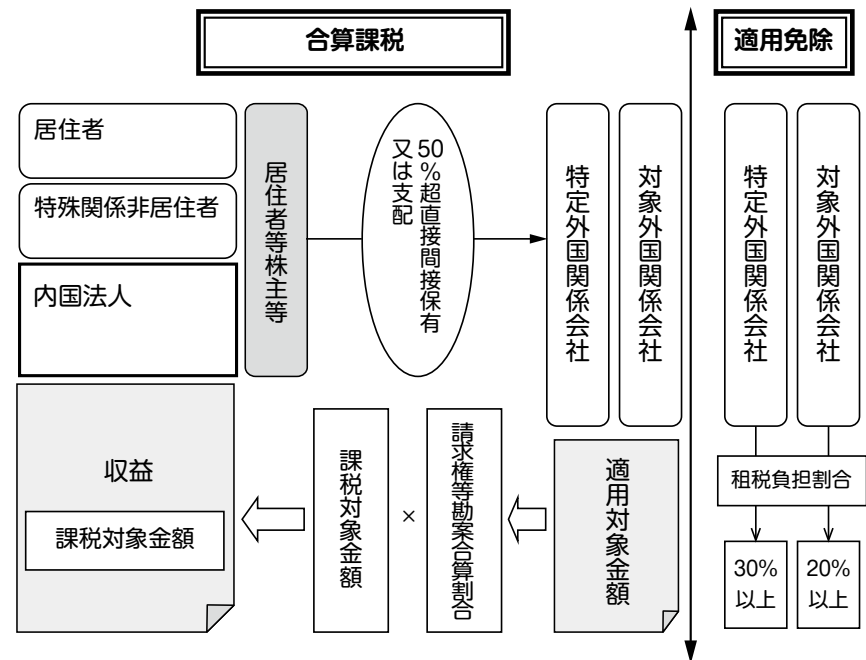 合算課税
適用免除
居住者
特殊関係非居住者
内国法人
居住者等株主等
50%超直接間接保有
又は支配
特定外国関係会社
対象外国関係会社
特定外国関係会社
対象外国関係会社
収益
課税対象金額
課税対象金額
×
請求権等勘案合算割合
適用対象金額
租税負担割合
30%
以上
20%
以上